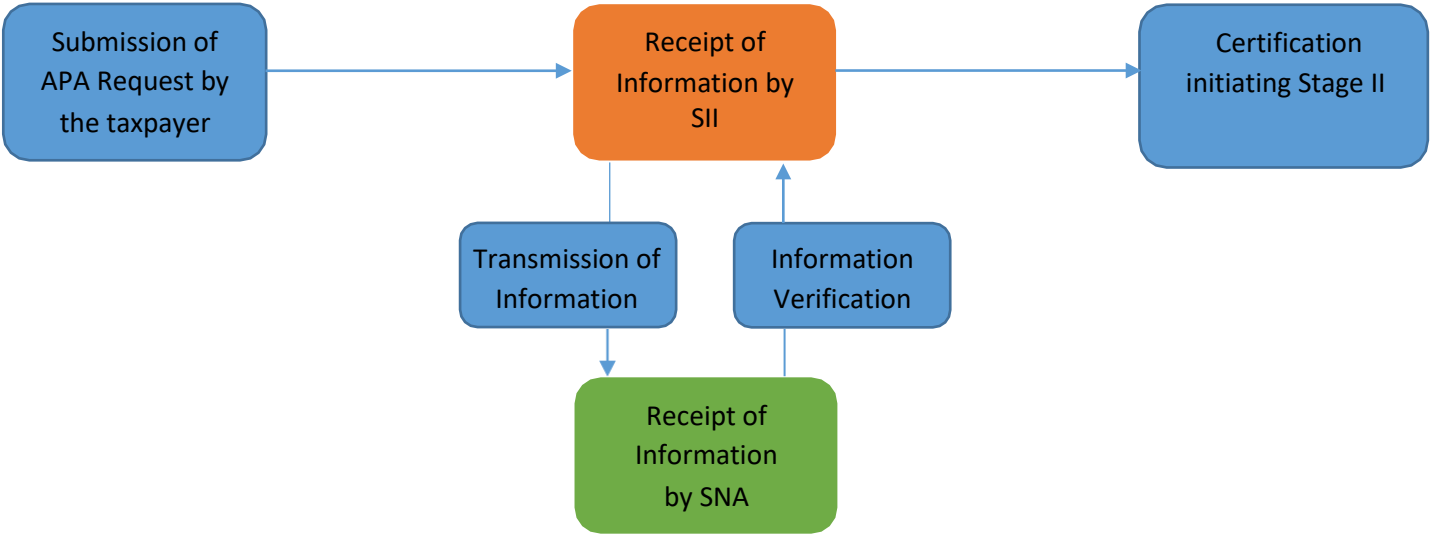 Submission of
APA Request by
the taxpayer
Receipt of
Information by
SII
Certification
initiating Stage II
Transmission of
Information
Information
Verification
Receipt of
Information
by SNA